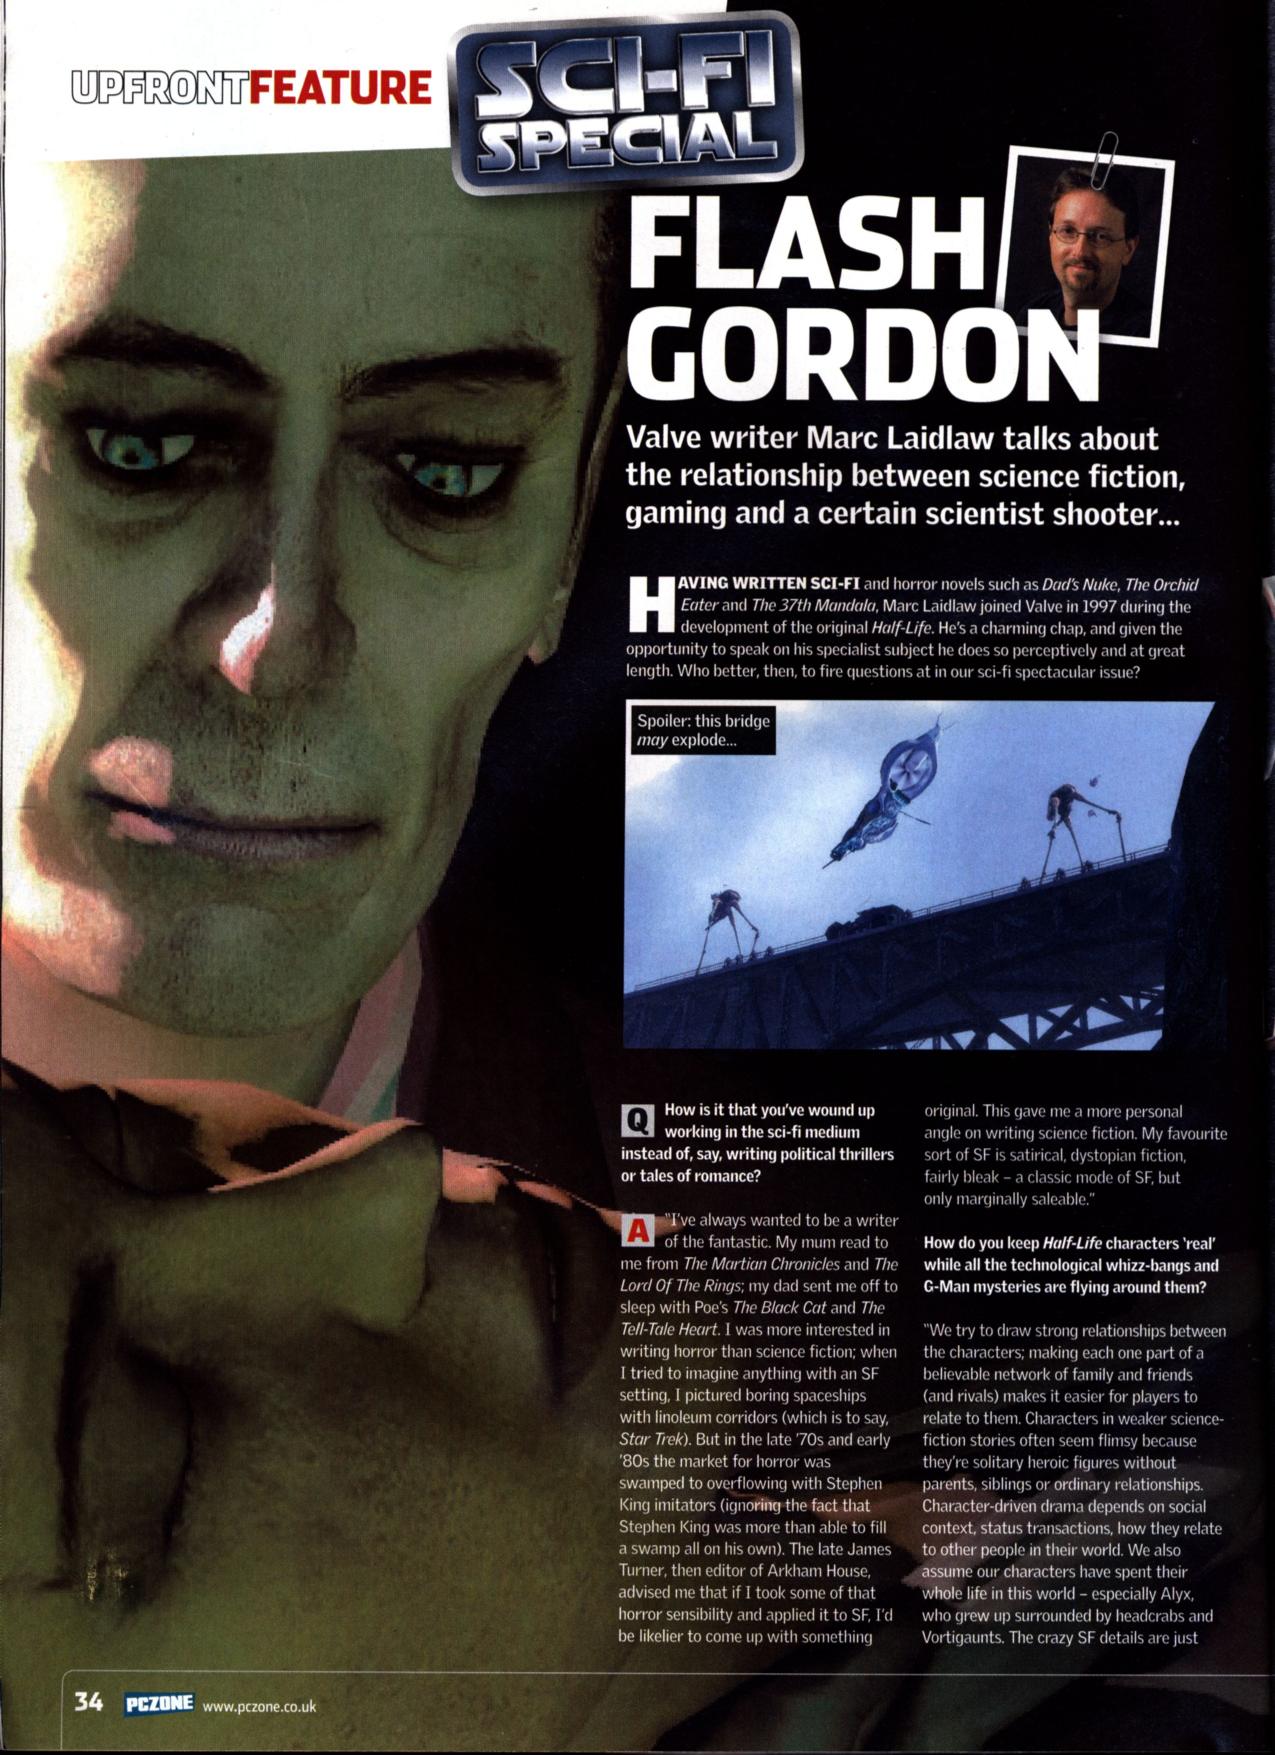 UPFRONTFEATURE
SCI-FI
SPECIAL
FLASH
GORDON
Valve writer Marc Laidlaw talks about
the relationship between science fiction,
gaming and a certain scientist shooter...
HAVING WRITTEN SCI-FI and horror novels such as Dad's Nuke, The Orchid
Eater and The 37th Mandala, Marc Laidlaw joined Valve in 1997 during the
development of the original Half-Life. He's a charming chap, and given the
opportunity to speak on his specialist subject he does so perceptively and at great
length. Who better, then, to fire questions at in our sci-fi spectacular issue?
Spoiler: this bridge
may explode...
Q How is it that you've wound up
working in the sci-fi medium
instead of, say, writing political thrillers
or tales of romance?
A "I've always wanted to be a writer
of the fantastic. My mum read to
me from The Martian Chronicles and The
Lord Of The Rings; my dad sent me off to
sleep with Poe's The Black Cat and The
Tell-Tale Heart. I was more interested in
writing horror than science fiction; when
I tried to imagine anything with an SF
setting, I pictured boring spaceships
with linoleum corridors (which is to say,
Star Trek). But in the late '70s and early
'80s the market for horror was
swamped to overflowing with Stephen
King imitators (ignoring the fact that
Stephen King was more than able to fill
a swamp all on his own). The late James
Turner, then editor of Arkham House,
advised me that if I took some of that
horror sensibility and applied it to SF, I'd
be likelier to come up with something
original. This gave me a more personal
angle on writing science fiction. My favourite
sort of SF is satirical, dystopian fiction,
fairly bleak – a classic mode of SF, but
only marginally saleable."
How do you keep Half-Life characters 'real'
while all the technological whizz-bangs and
G-Man mysteries are flying around them?
"We try to draw strong relationships between
the characters; making each one part of a
believable network of family and friends
(and rivals) makes it easier for players to
relate to them. Characters in weaker science-
fiction stories often seem flimsy because
they're solitary heroic figures without
parents, siblings or ordinary relationships.
Character-driven drama depends on social
context, status transactions, how they relate
to other people in their world. We also
assume our characters have spent their
whole life in this world – especially Alyx,
who grew up surrounded by headcrabs and
Vortigaunts. The crazy SF details are just
34 PCZONE www.pczone.co.uk